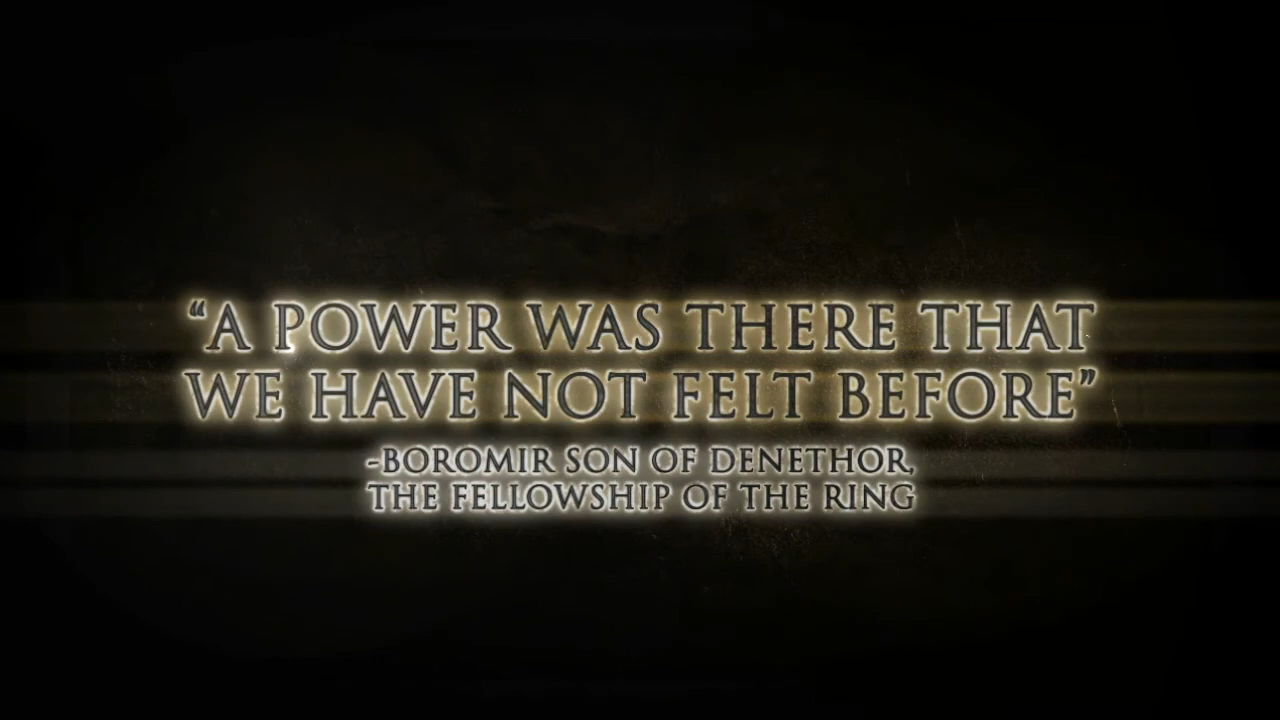 “A POWER WAS THERE THAT
WE HAVE NOT FELT BEFORE”
-BOROMIR SON OF DENETHOR,
THE FELLOWSHIP OF THE RING